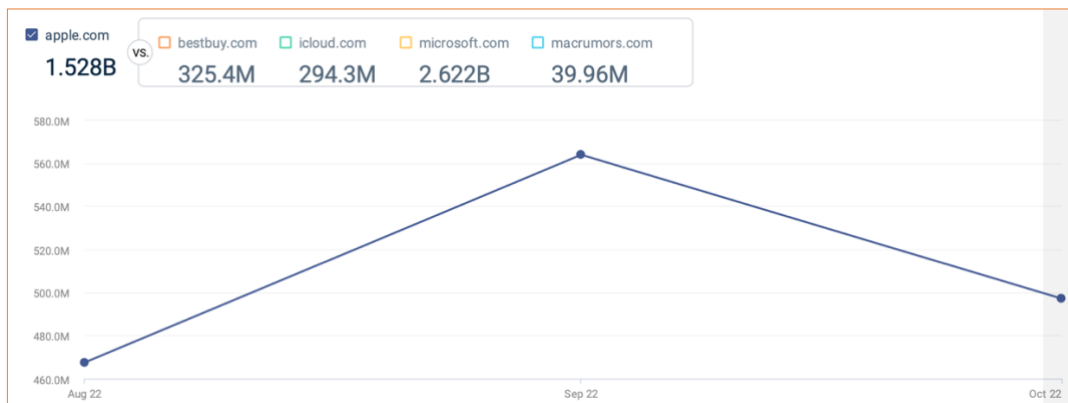 apple.com
1.528B
vs.
bestbuy.com icloud.com microsoft.com macrumors.com
325.4M 294.3M 2.622B 39.96M
580.0M
560.0M
540.0M
520.0M
500.0M
480.0M
460.0M
Aug 22 Sep 22 Oct 22